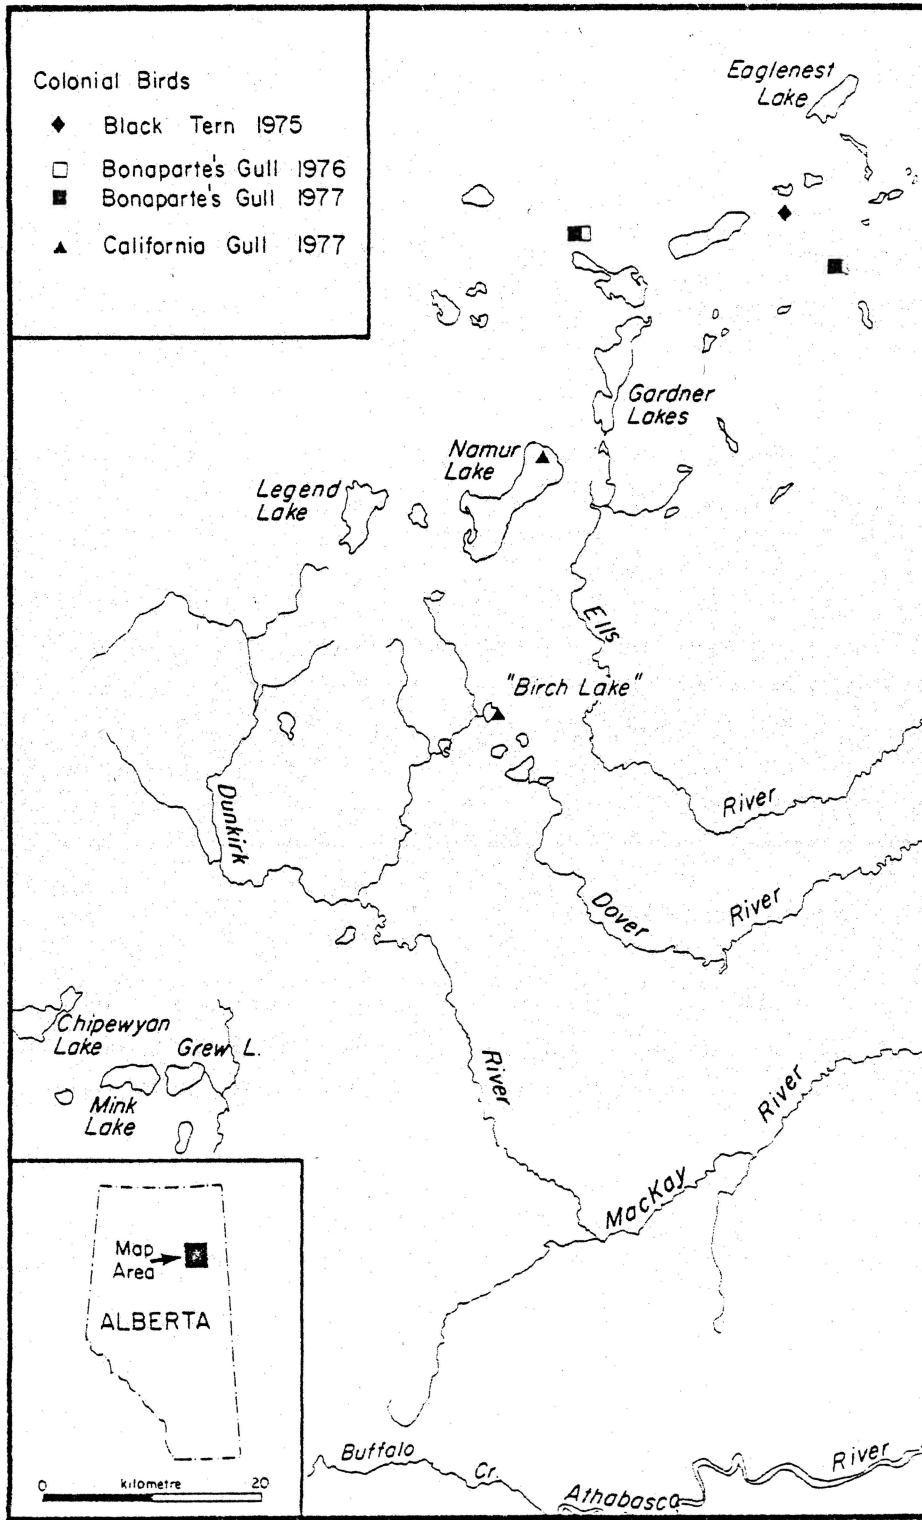 Colonial Birds
Black Tern 1975
Bonaparte's Gull 1976
Bonaparte's Gull 1977
California Gull 1977
Eaglenest
Lake
Gardner
Lakes
Namur
Lake
Legend
Lake
Ells
"Birch Lake"
River
Dunkirk
Dover
River
Chipewyan
Lake
Grew L.
Mink
Lake
River
River
MacKay
Map
Area
ALBERTA
0 kilometre 20
Buffalo
Cr.
Athabasca
River